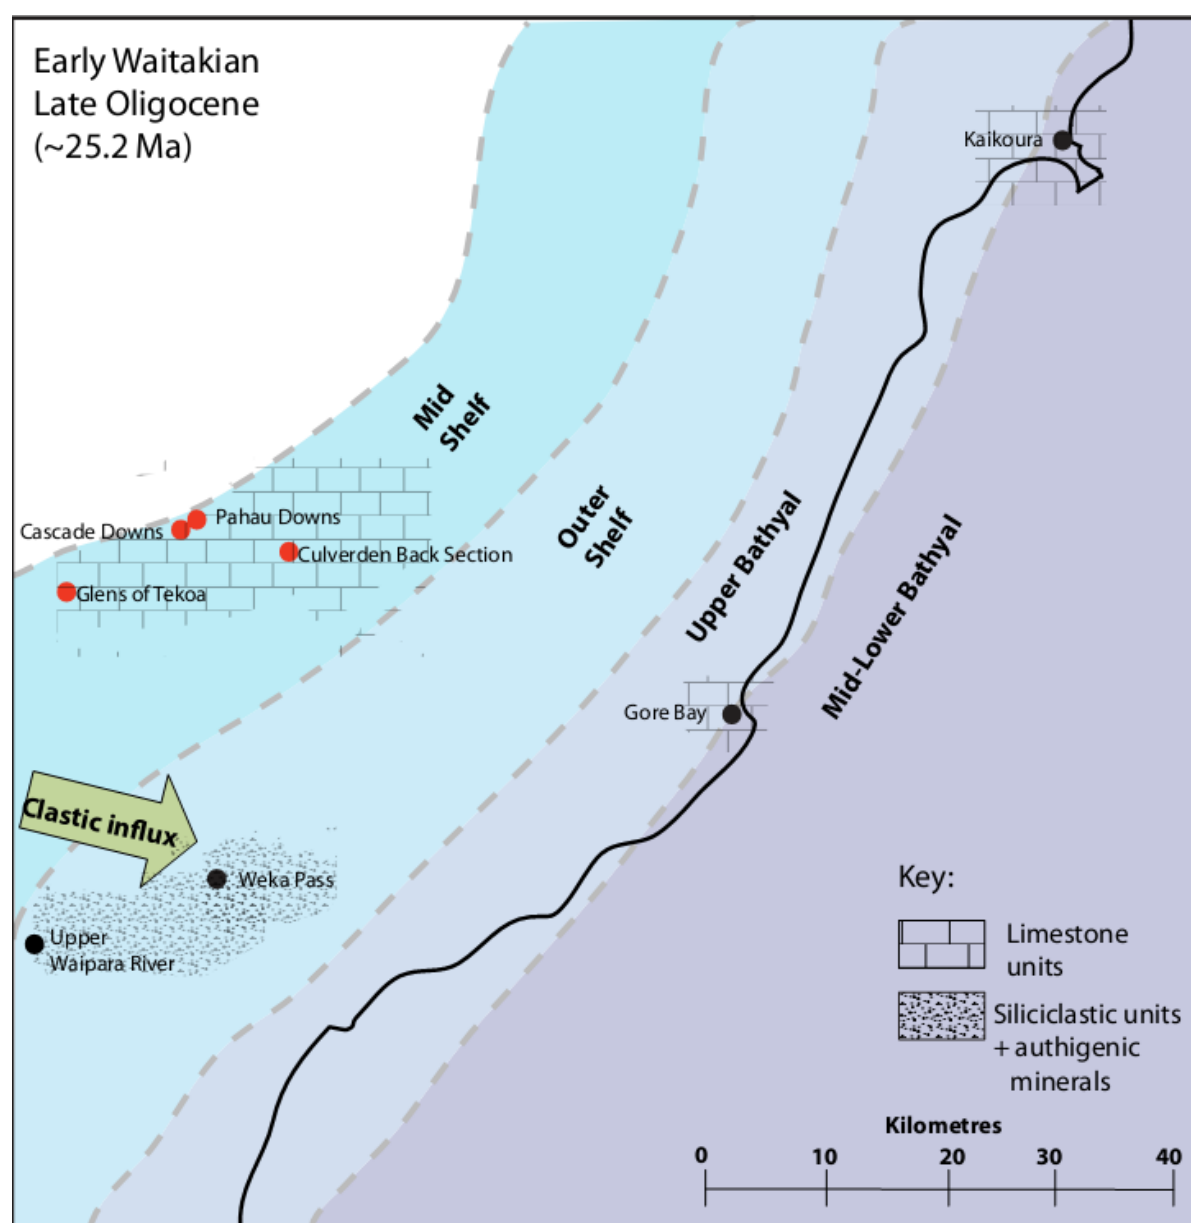 Early Waitakian
Late Oligocene
(~25.2 Ma)
Kaikoura
Mid
Shelf
Pahau Downs
Cascade Downs
Culverden Back Section
Glens of Tekoa
Outer
Shelf
Upper Bathyal
Mid-Lower Bathyal
Gore Bay
Clastic influx
Weka Pass
Upper
Waipara River
Key:
Limestone
units
Siliciclastic units
+ authigenic
minerals
Kilometres
0 10 20 30 40